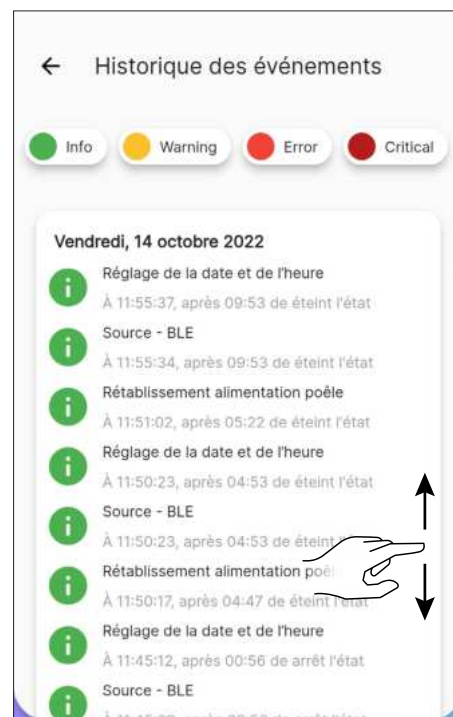 Historique des événements
Info Warning Error Critical
Vendredi, 14 octobre 2022
Réglage de la date et de l'heure
À 11:55:37, après 09:53 de éteint l'état
Source - BLE
À 11:55:34, après 09:53 de éteint l'état
Rétablissement alimentation poêle
À 11:51:02, après 05:22 de éteint l'état
Réglage de la date et de l'heure
À 11:50:23, après 04:53 de éteint l'état
Source - BLE
À 11:50:23, après 04:53 de éteint
Rétablissement alimentation
À 11:50:17, après 04:47 de éteint l'état
Réglage de la date et de l'heure
À 11:45:12, après 00:56 de arrêt l'état
Source - BLE